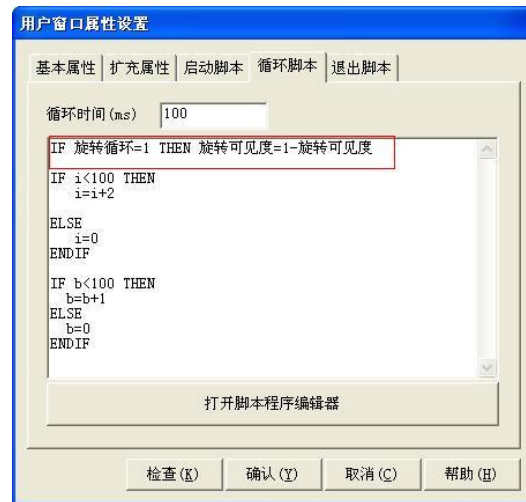 用户窗口属性设置
基本属性 扩充属性 启动脚本 循环脚本 退出脚本
循环时间(ms) 100
IF 旋转循环=1 THEN 旋转可见度=1-旋转可见度
IF i<100 THEN
i=i+2
ELSE
i=0
ENDIF
IF b<100 THEN
b=b+1
ELSE
b=0
ENDIF
打开脚本程序编辑器
检查(K) 确认(Y) 取消(C) 帮助(H)